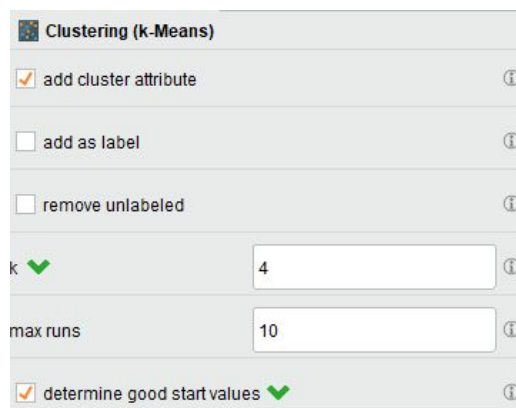 Clustering (k-Means)
add cluster attribute
add as label
remove unlabeled
k 4
max runs 10
determine good start values